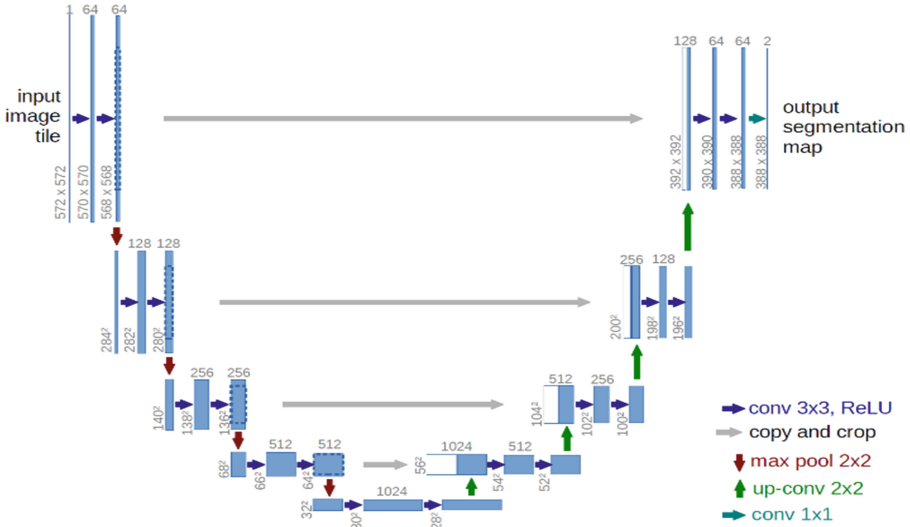 1 64 64
128 64 64 2
input
image
tile
output
segmentation
map
572 x 572
570 x 570
568 x 568
392 x 392
390 x 390
388 x 388
388 x 388
128 128
256 128
284²
282²
280²
200²
198²
196²
256 256
512 256
140²
138²
136²
104²
102²
100²
512 512
1024 512
68²
66²
64²
56²
54²
52²
1024
32²
30²
28²
conv 3x3, ReLU
copy and crop
max pool 2x2
up-conv 2x2
conv 1x1